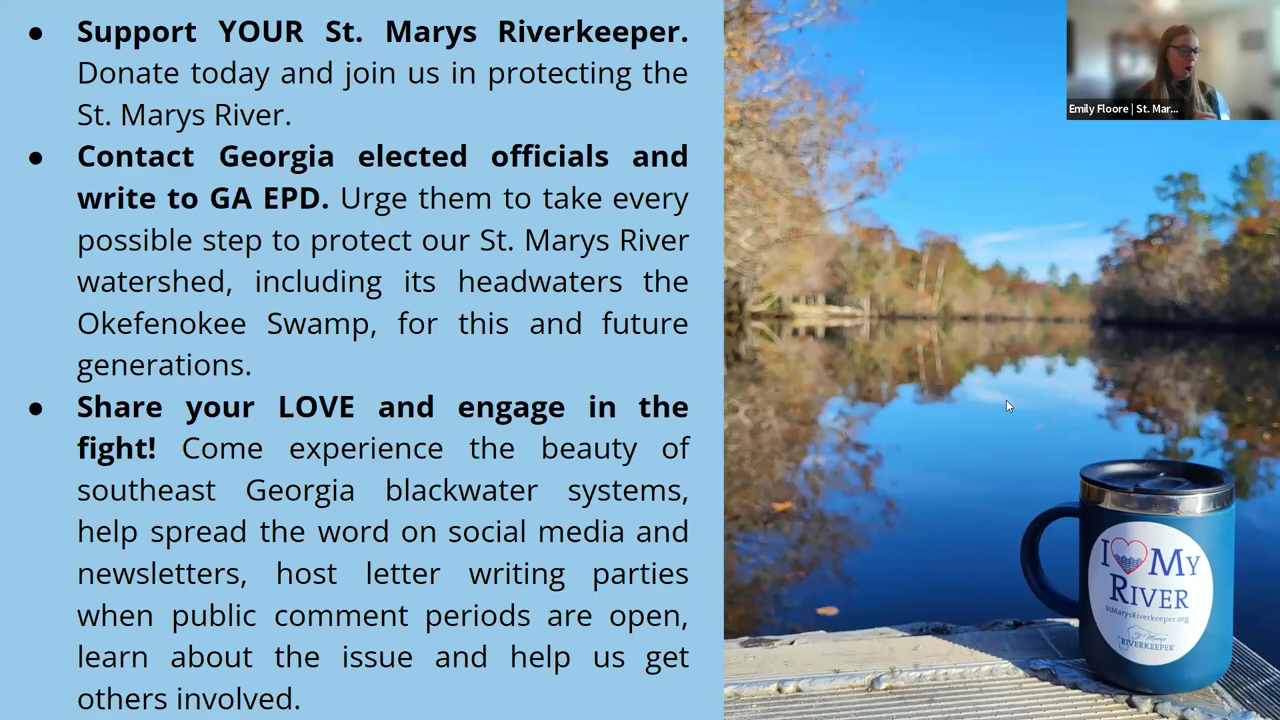 ● Support YOUR St. Marys Riverkeeper.
Donate today and join us in protecting the
St. Marys River.
● Contact Georgia elected officials and
write to GA EPD. Urge them to take every
possible step to protect our St. Marys River
watershed, including its headwaters the
Okefenokee Swamp, for this and future
generations.
● Share your LOVE and engage in the
fight! Come experience the beauty of
southeast Georgia blackwater systems,
help spread the word on social media and
newsletters, host letter writing parties
when public comment periods are open,
learn about the issue and help us get
others involved.
Emily Floore | St. Mar...
I My
River
StMarysRiverkeeper.org
St. Marys
RIVERKEEPER